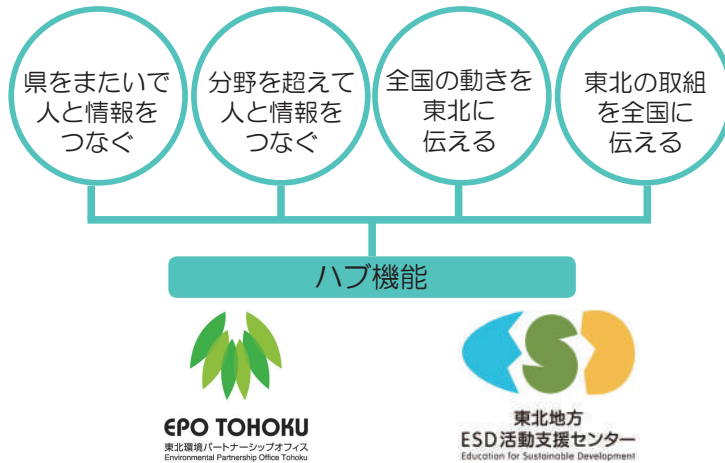 県をまたいで
人と情報を
つなぐ
分野を超えて
人と情報を
つなぐ
全国の動きを
東北に
伝える
東北の取組
を全国に
伝える
ハブ機能
EPO TOHOKU
東北環境パートナーシップオフィス
Environmental Partnership Office Tohoku
ESD
東北地方
ESD活動支援センター
Education for Sustainable Development